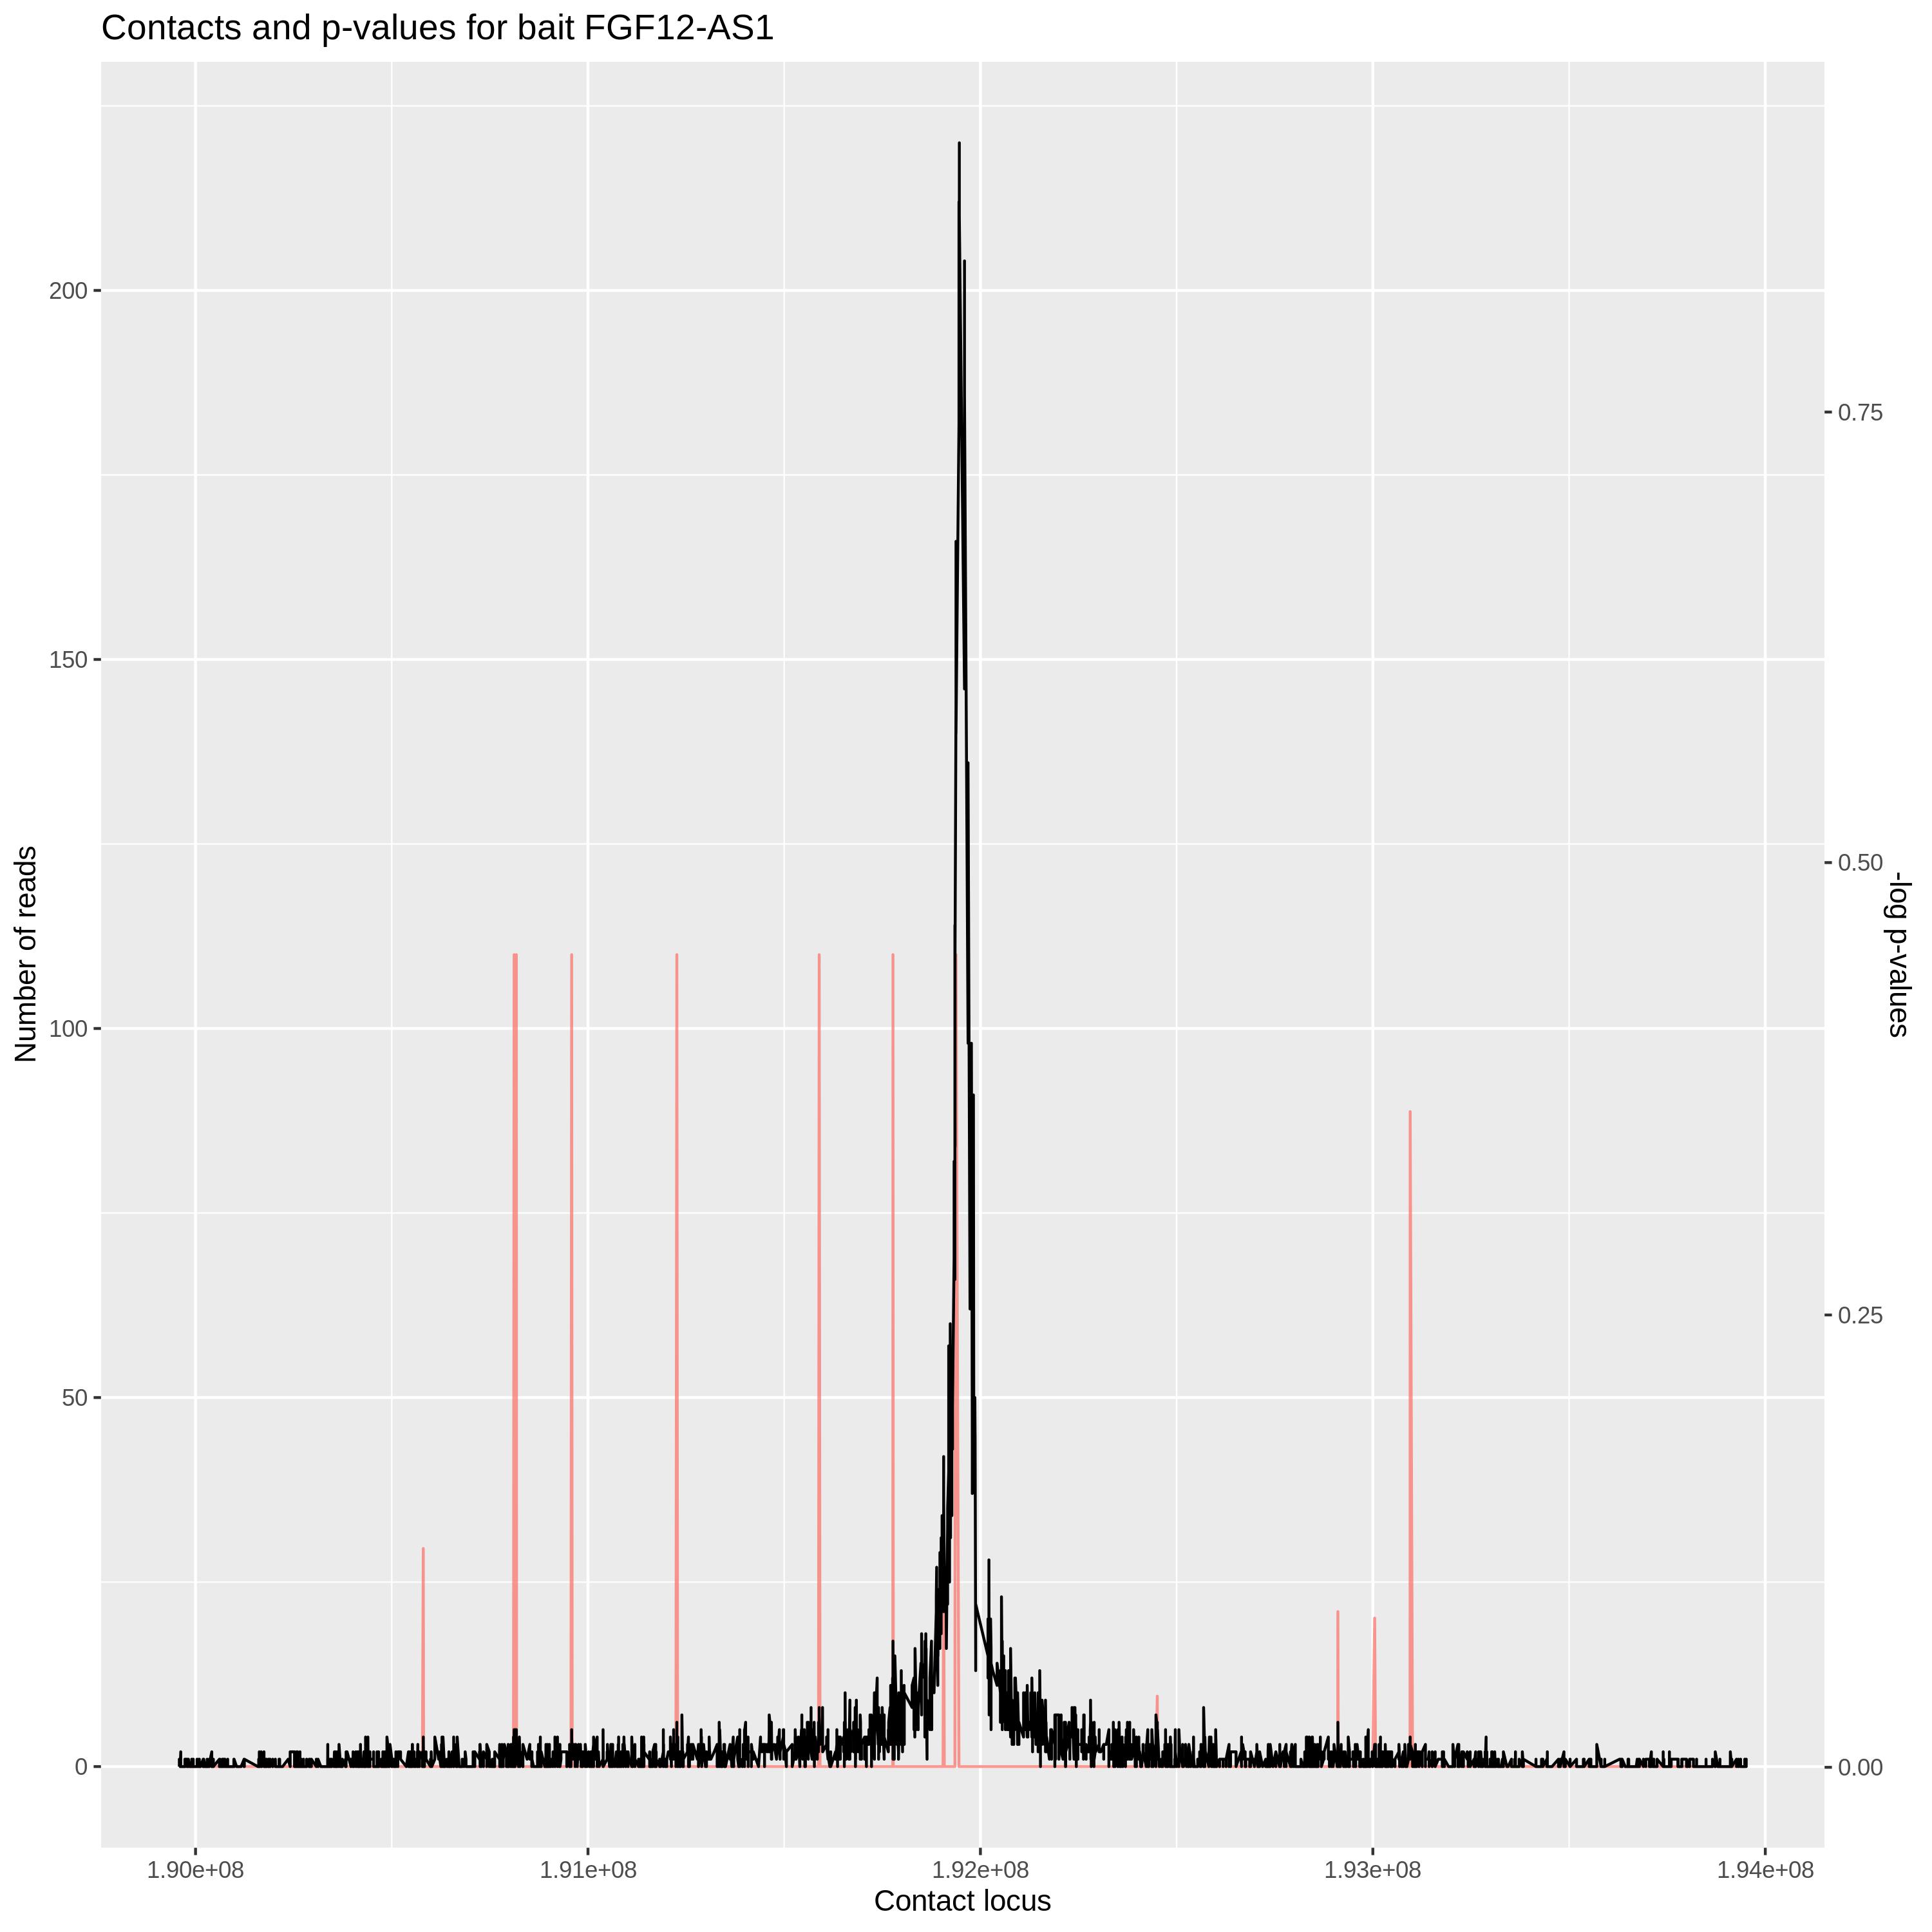 Contacts and p-values for bait FGF12-AS1
200
150
100
50
0
Number of reads
0.75
0.50
0.25
0.00
-log p-values
1.90e+08
1.91e+08
1.92e+08
1.93e+08
1.94e+08
Contact locus